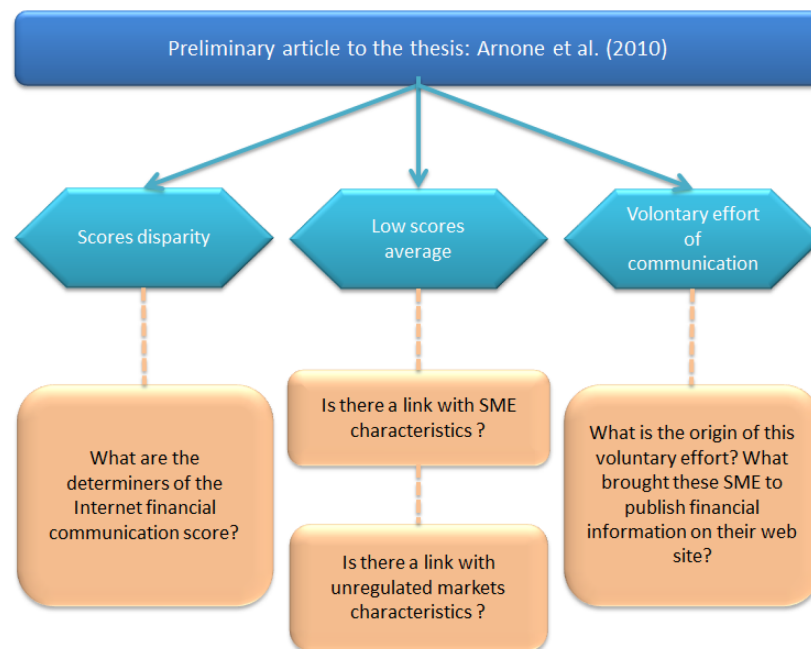 Preliminary article to the thesis: Arnone et al. (2010)
Scores disparity
Low scores
average
Volontary effort
of
communication
What are the
determiners of the
Internet financial
communication score?
Is there a link with SME
characteristics ?
Is there a link with
unregulated markets
characteristics ?
What is the origin of this
voluntary effort? What
brought these SME to
publish financial
information on their web
site?